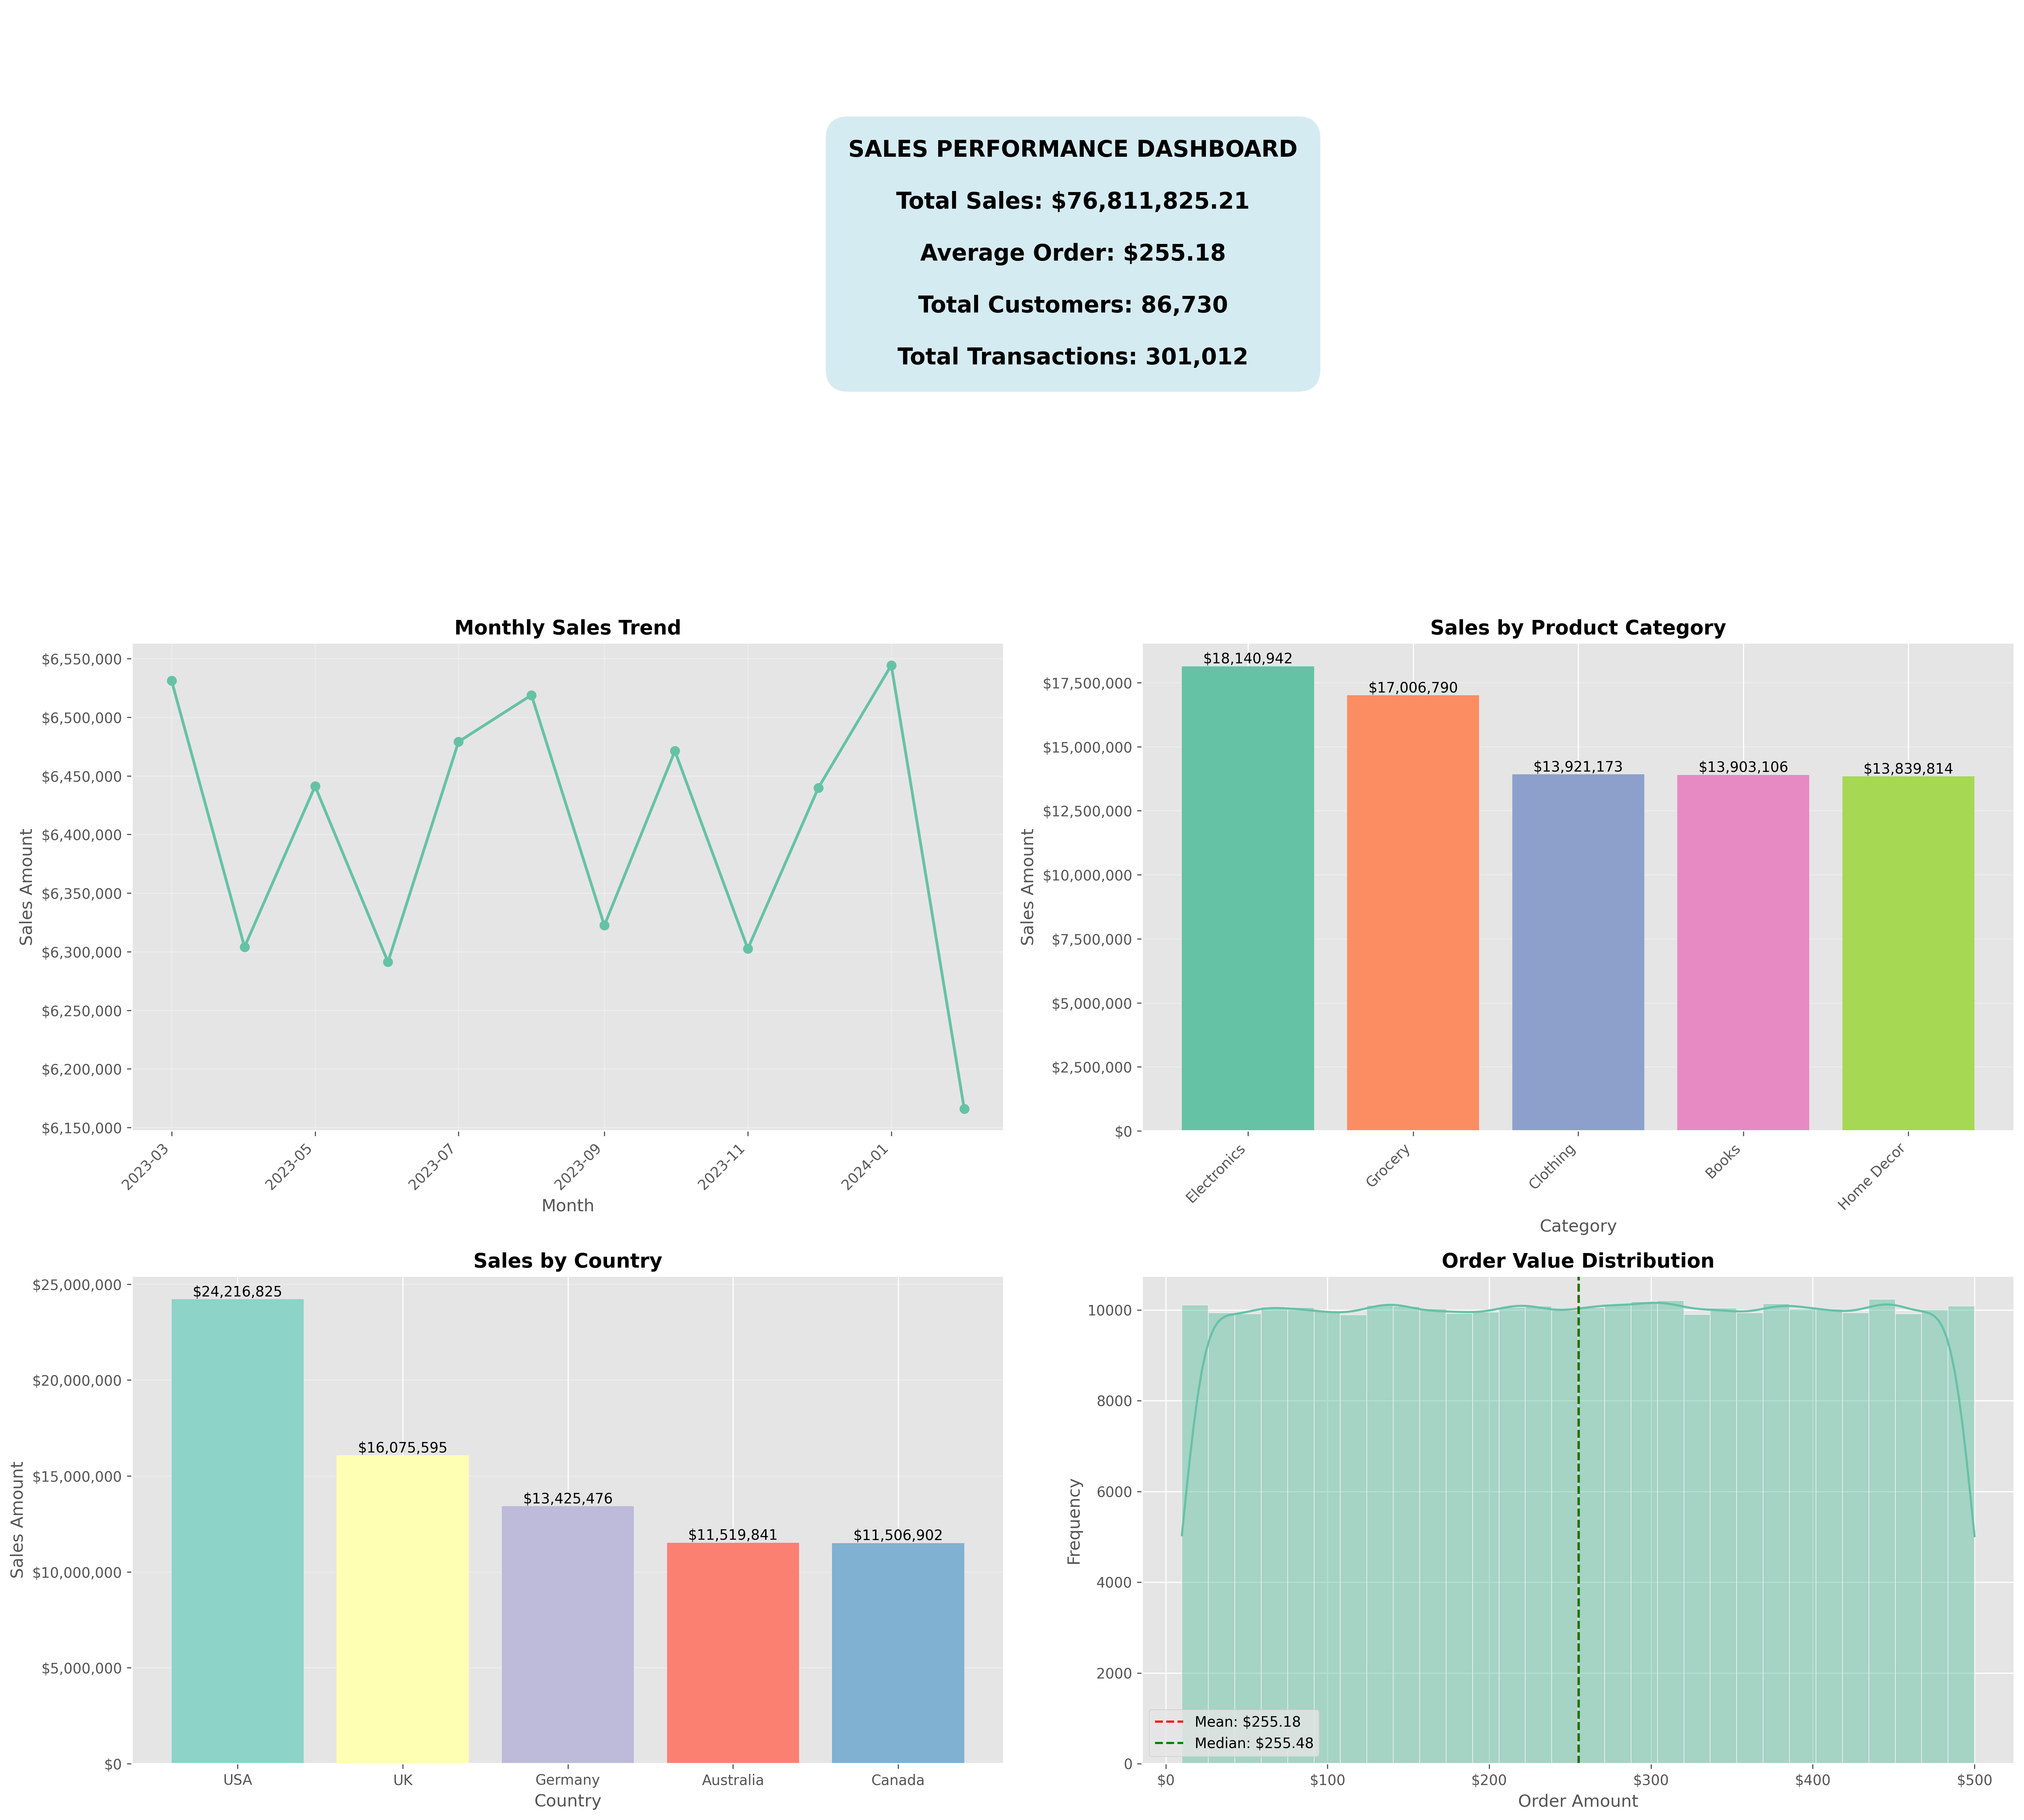 SALES PERFORMANCE DASHBOARD
Total Sales: $76,811,825.21
Average Order: $255.18
Total Customers: 86,730
Total Transactions: 301,012
Monthly Sales Trend
$6,550,000
$6,500,000
$6,450,000
$6,400,000
$6,350,000
$6,300,000
$6,250,000
$6,200,000
$6,150,000
Sales Amount
2023-03
2023-05
2023-07
2023-09
2023-11
2024-01
Month
Sales by Product Category
$17,500,000
$15,000,000
$12,500,000
$10,000,000
$7,500,000
$5,000,000
$2,500,000
$0
Sales Amount
$18,140,942
$17,006,790
$13,921,173
$13,903,106
$13,839,814
Electronics
Grocery
Clothing
Books
Home Decor
Category
Sales by Country
$25,000,000
$20,000,000
$15,000,000
$10,000,000
$5,000,000
$0
Sales Amount
$24,216,825
$16,075,595
$13,425,476
$11,519,841
$11,506,902
USA
UK
Germany
Australia
Canada
Country
Order Value Distribution
10000
8000
6000
4000
2000
0
Frequency
Mean: $255.18
Median: $255.48
$0
$100
$200
$300
$400
$500
Order Amount